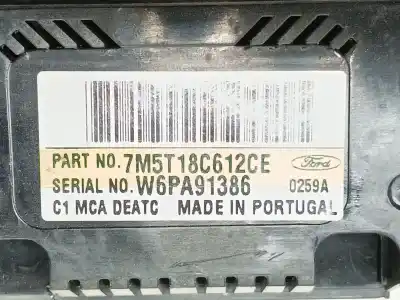 PART NO.7M5T18C612CE Ford
SERIAL NO.W6PA91386 0259A
C1 MCA DEATC MADE IN PORTUGAL